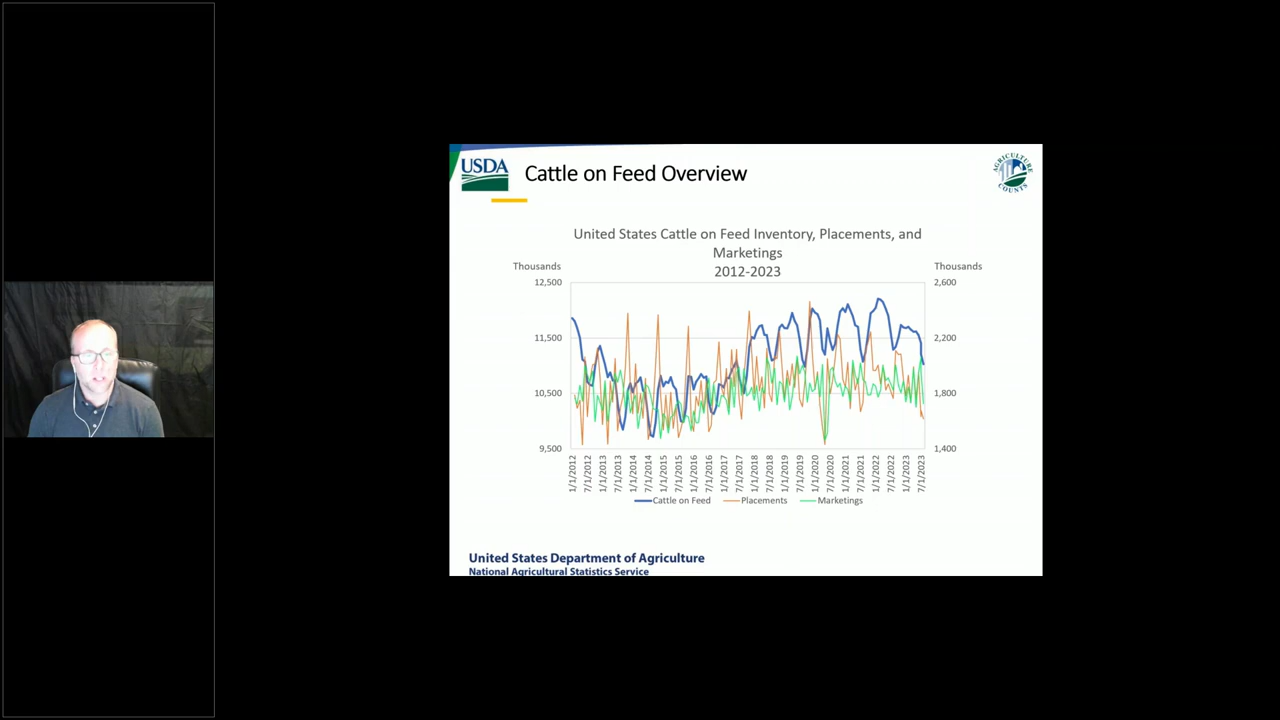 USDA
Cattle on Feed Overview
AGRICULTURE
COUNTS
United States Cattle on Feed Inventory, Placements, and
Marketings
2012-2023
Thousands
Thousands
12,500
11,500
10,500
9,500
2,600
2,200
1,800
1,400
1/1/2012
7/1/2012
1/1/2013
7/1/2013
1/1/2014
7/1/2014
1/1/2015
7/1/2015
1/1/2016
7/1/2016
1/1/2017
7/1/2017
1/1/2018
7/1/2018
1/1/2019
7/1/2019
1/1/2020
7/1/2020
1/1/2021
7/1/2021
1/1/2022
7/1/2022
1/1/2023
7/1/2023
Cattle on Feed
Placements
Marketings
United States Department of Agriculture
National Agricultural Statistics Service